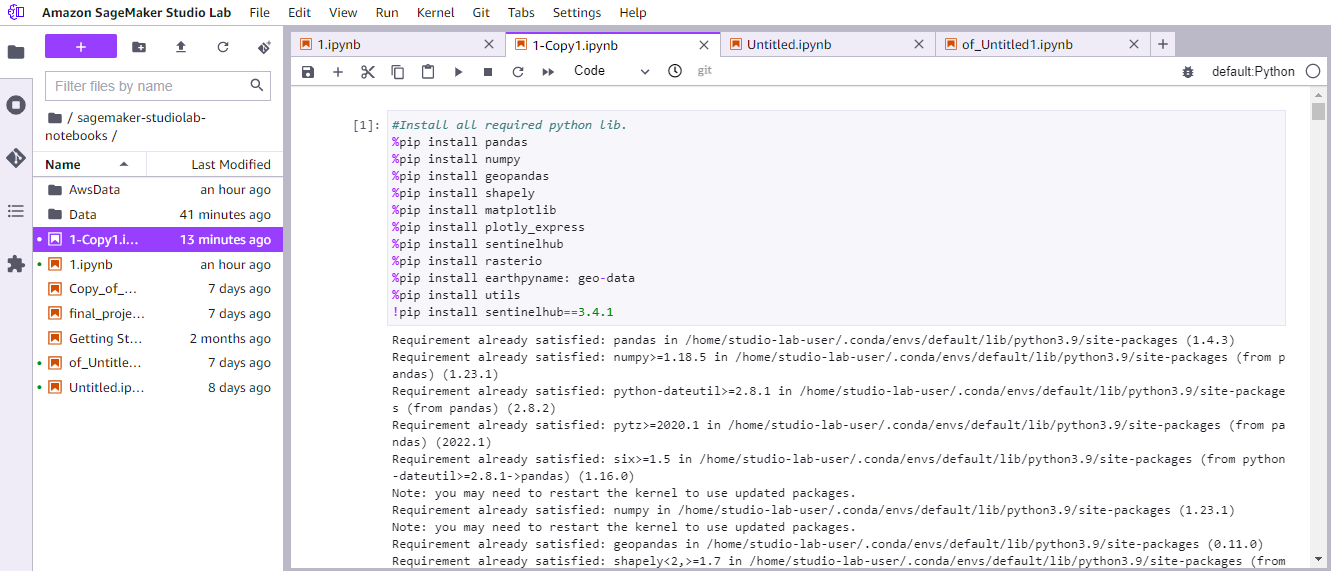 Amazon SageMaker Studio Lab File Edit View Run Kernel Git Tabs Settings Help
1.ipynb 1-Copy1.ipynb Untitled.ipynb of_Untitled1.ipynb
Code git default:Python
Filter files by name
/ sagemaker-studiolab-
notebooks /
Name Last Modified
AwsData an hour ago
Data 41 minutes ago
1-Copy1.i... 13 minutes ago
1.ipynb an hour ago
Copy_of_... 7 days ago
final_proje... 7 days ago
Getting St... 2 months ago
of_Untitle... 7 days ago
Untitled.ip... 8 days ago
[1]: #Install all required python lib.
%pip install pandas
%pip install numpy
%pip install geopandas
%pip install shapely
%pip install matplotlib
%pip install plotly_express
%pip install sentinelhub
%pip install rasterio
%pip install earthpyname: geo-data
%pip install utils
!pip install sentinelhub==3.4.1
Requirement already satisfied: pandas in /home/studio-lab-user/.conda/envs/default/lib/python3.9/site-packages (1.4.3)
Requirement already satisfied: numpy>=1.18.5 in /home/studio-lab-user/.conda/envs/default/lib/python3.9/site-packages (from p
andas) (1.23.1)
Requirement already satisfied: python-dateutil>=2.8.1 in /home/studio-lab-user/.conda/envs/default/lib/python3.9/site-package
s (from pandas) (2.8.2)
Requirement already satisfied: pytz>=2020.1 in /home/studio-lab-user/.conda/envs/default/lib/python3.9/site-packages (from pa
ndas) (2022.1)
Requirement already satisfied: six>=1.5 in /home/studio-lab-user/.conda/envs/default/lib/python3.9/site-packages (from python
-dateutil>=2.8.1->pandas) (1.16.0)
Note: you may need to restart the kernel to use updated packages.
Requirement already satisfied: numpy in /home/studio-lab-user/.conda/envs/default/lib/python3.9/site-packages (1.23.1)
Note: you may need to restart the kernel to use updated packages.
Requirement already satisfied: geopandas in /home/studio-lab-user/.conda/envs/default/lib/python3.9/site-packages (0.11.0)
Requirement already satisfied: shapely<2,>=1.7 in /home/studio-lab-user/.conda/envs/default/lib/python3.9/site-packages (from